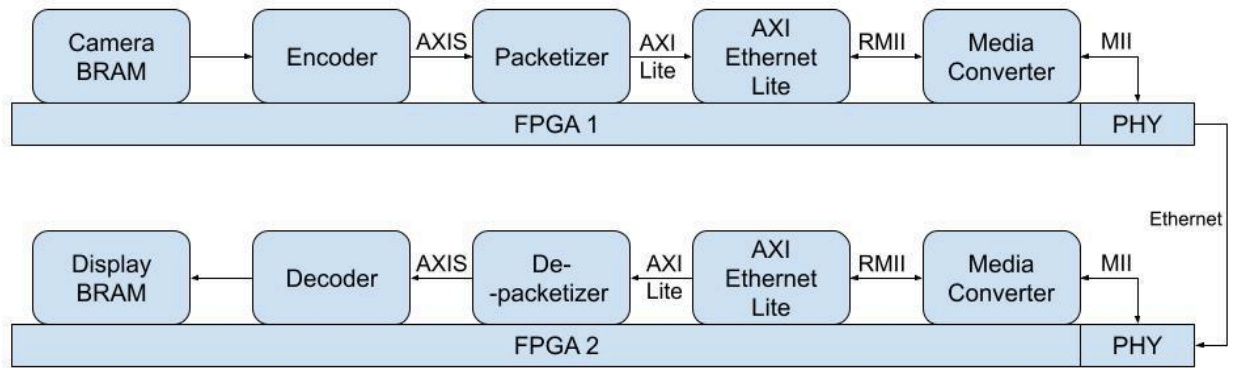 Camera
BRAM
Encoder
AXIS
Packetizer
AXI
Lite
AXI
Ethernet
Lite
RMII
Media
Converter
MII
FPGA 1
PHY
Ethernet
Display
BRAM
Decoder
AXIS
De-
-packetizer
AXI
Lite
AXI
Ethernet
Lite
RMII
Media
Converter
MII
FPGA 2
PHY